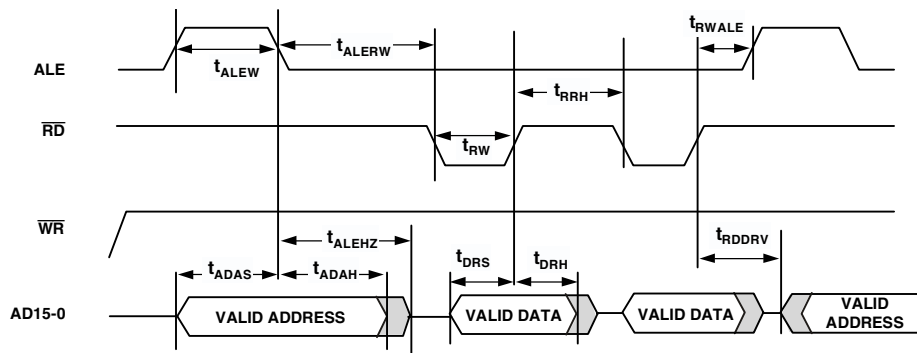 ALE
tALEW
tALERW
tRWALE
RD
tRW
tRRH
WR
tALEHZ
tRDDRV
AD15-0
tADAS
tADAH
tDRS
tDRH
VALID ADDRESS
VALID DATA
VALID DATA
VALID
ADDRESS